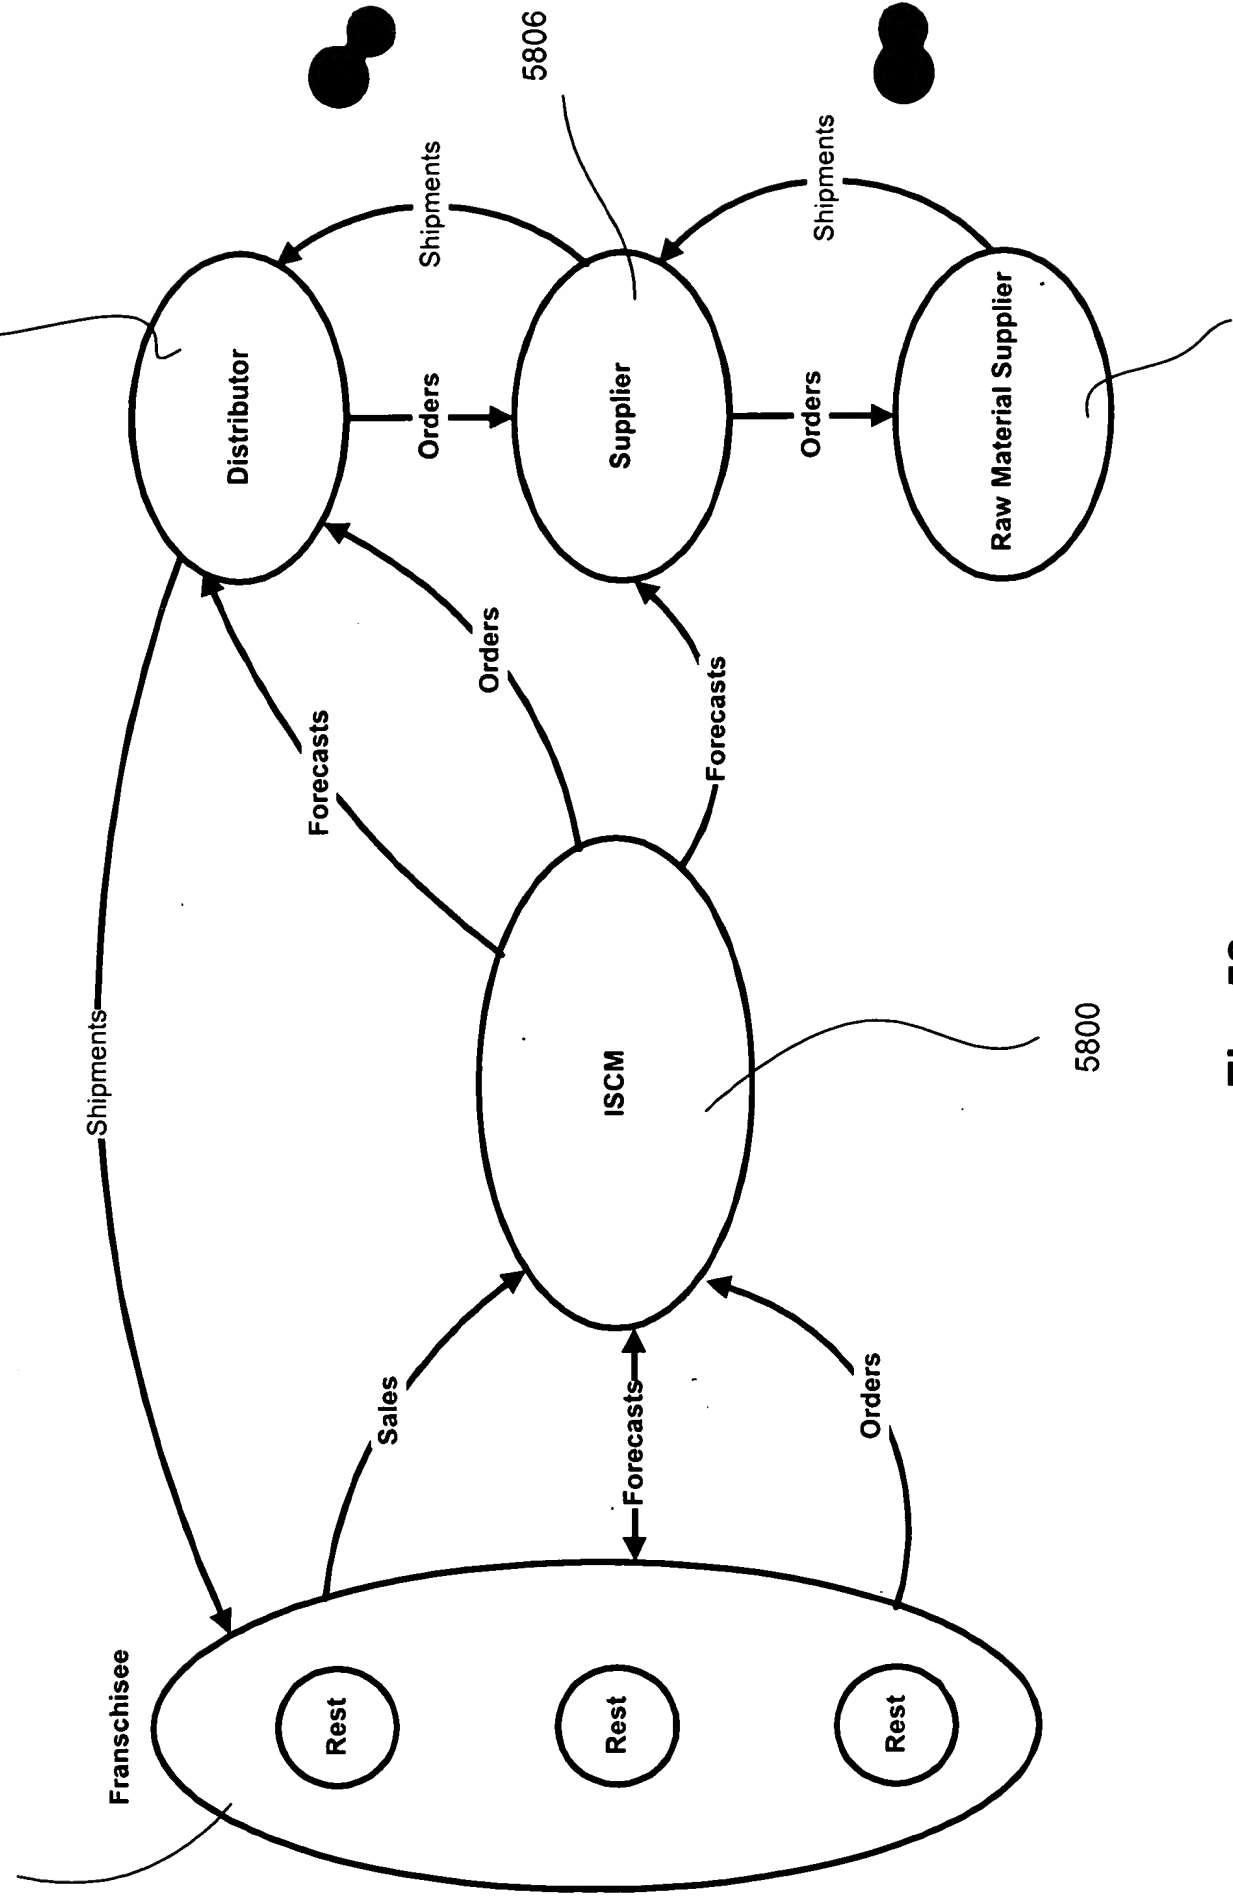 Franschisee
Rest
Rest
Rest
Shipments
Sales
Forecasts
Orders
ISCM
5800
Forecasts
Orders
Forecasts
Distributor
Orders
Shipments
Supplier
5806
Orders
Shipments
Raw Material Supplier